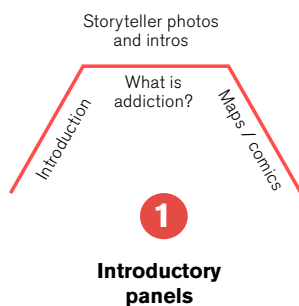 Storyteller photos
and intros
What is
addiction?
Introduction
Maps / comics
1
Introductory
panels